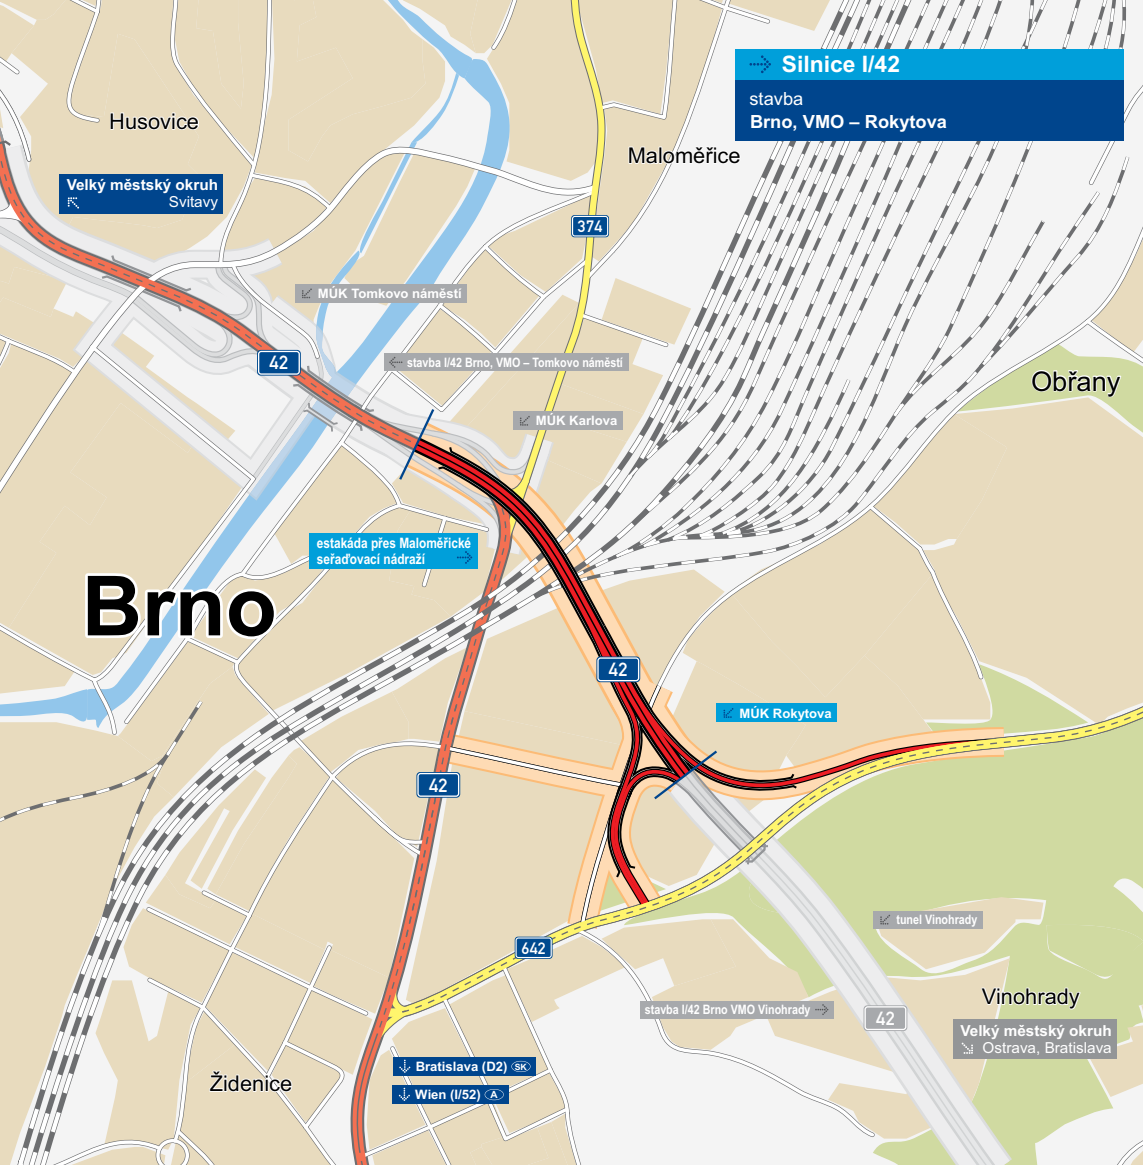 Silnice I/42
stavba
Brno, VMO – Rokytova
Husovice
Maloměřice
Velký městský okruh
Svitavy
374
MÚK Tomkovo náměstí
42
stavba I/42 Brno, VMO – Tomkovo náměstí
Obřany
MÚK Karlova
estakáda přes Maloměřické
seřaďovací nádraží
Brno
42
MÚK Rokytova
42
tunel Vinohrady
642
Vinohrady
stavba I/42 Brno VMO Vinohrady
42
Velký městský okruh
Ostrava, Bratislava
Bratislava (D2) SK
Židenice
Wien (I/52) A